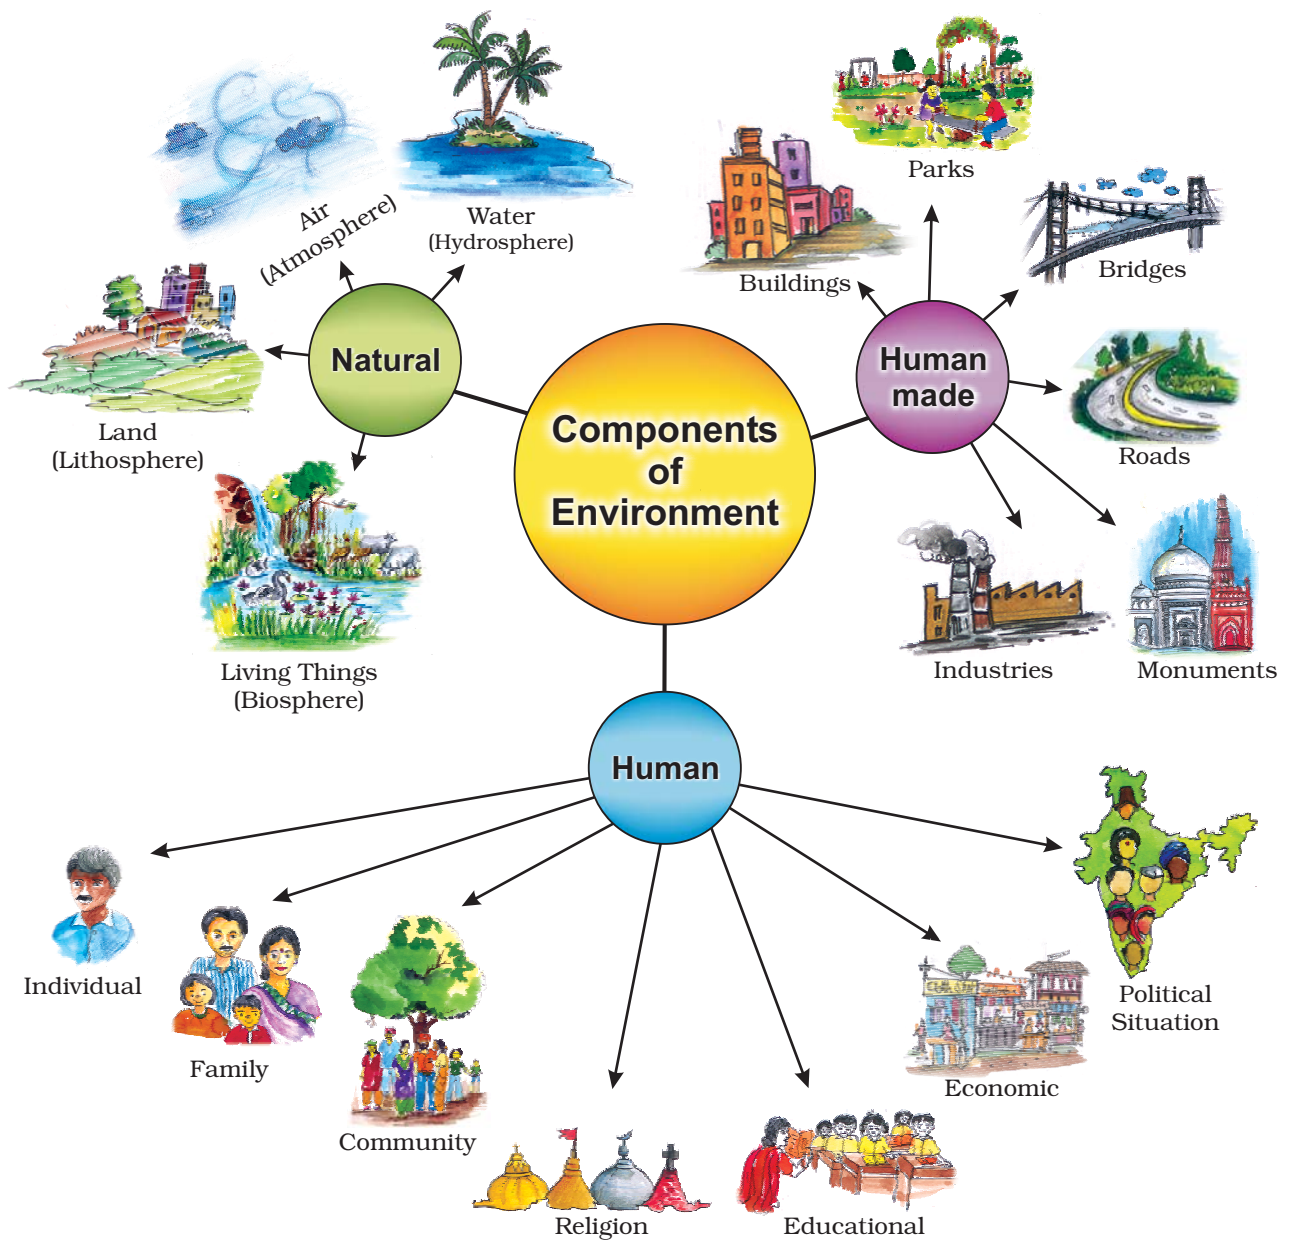 Components
of
Environment
Natural
Air
(Atmosphere)
Water
(Hydrosphere)
Land
(Lithosphere)
Living Things
(Biosphere)
Human
made
Parks
Buildings
Bridges
Roads
Industries
Monuments
Human
Individual
Family
Community
Religion
Educational
Economic
Political
Situation